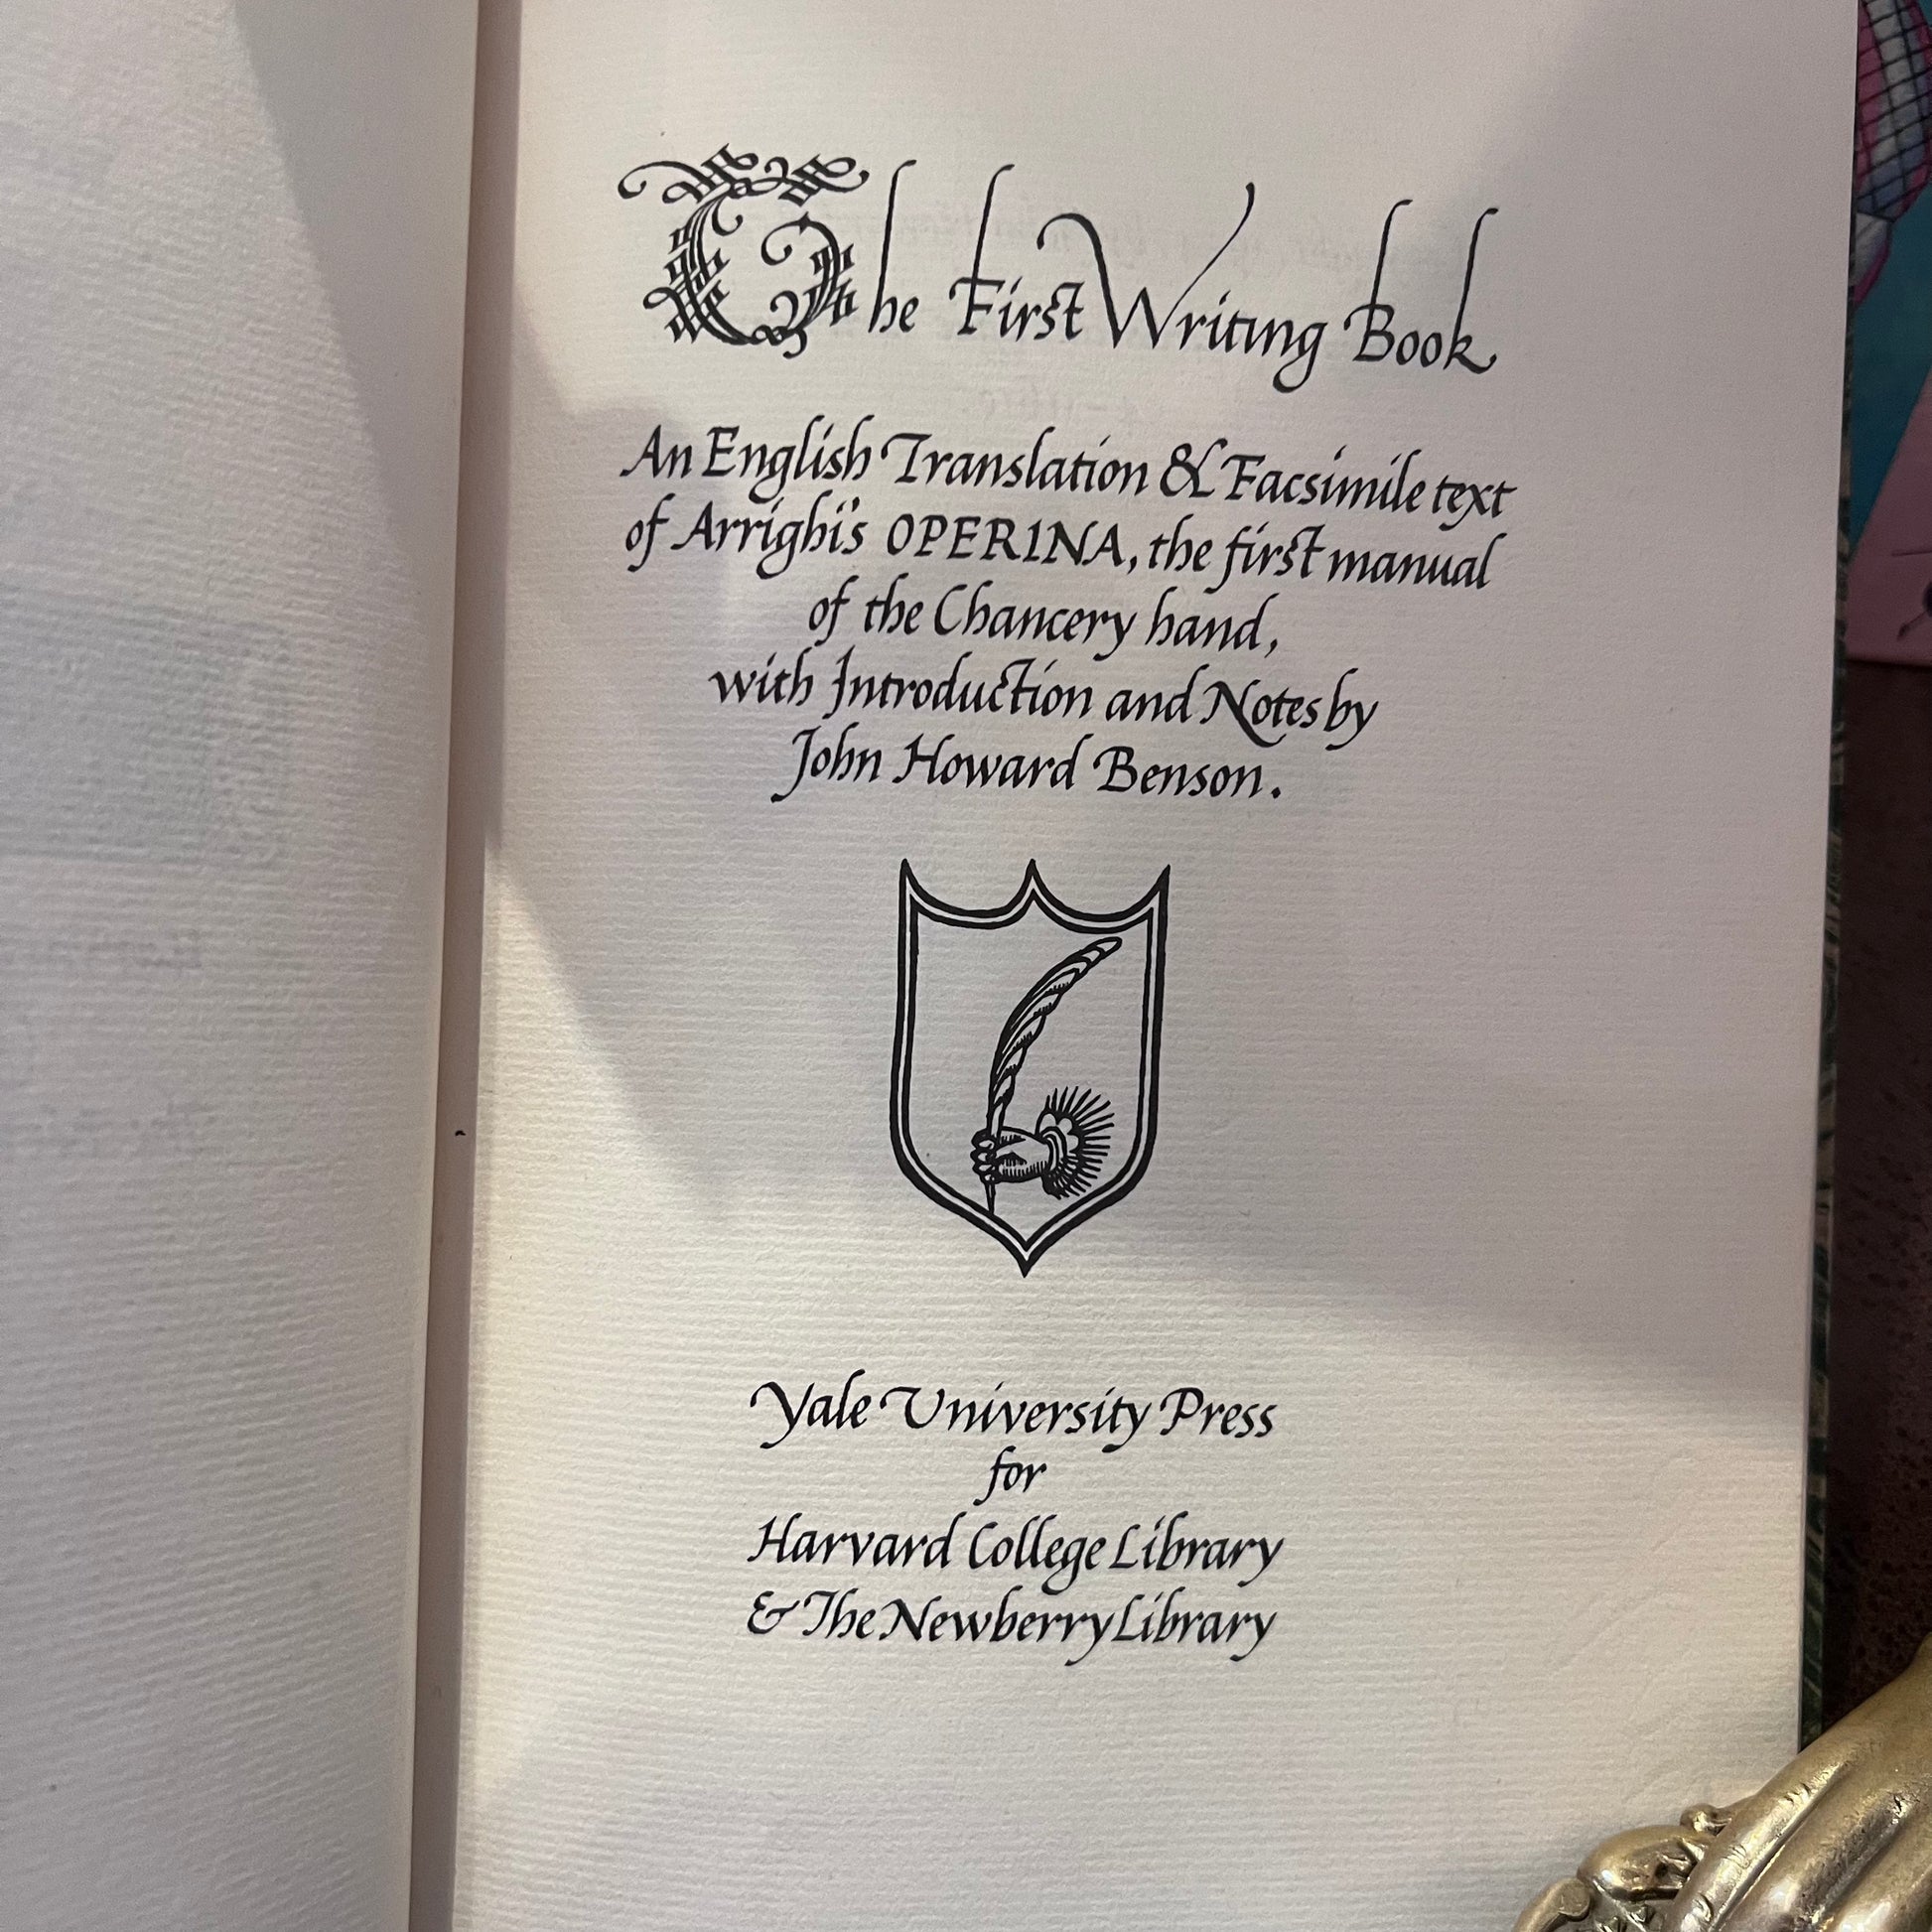 The First Writing Book
An English Translation & Facsimile text
of Arrighi's OPERINA, the first manual
of the Chancery hand,
with Introduction and Notes by
John Howard Benson.
Yale University Press
for
Harvard College Library
& The Newberry Library